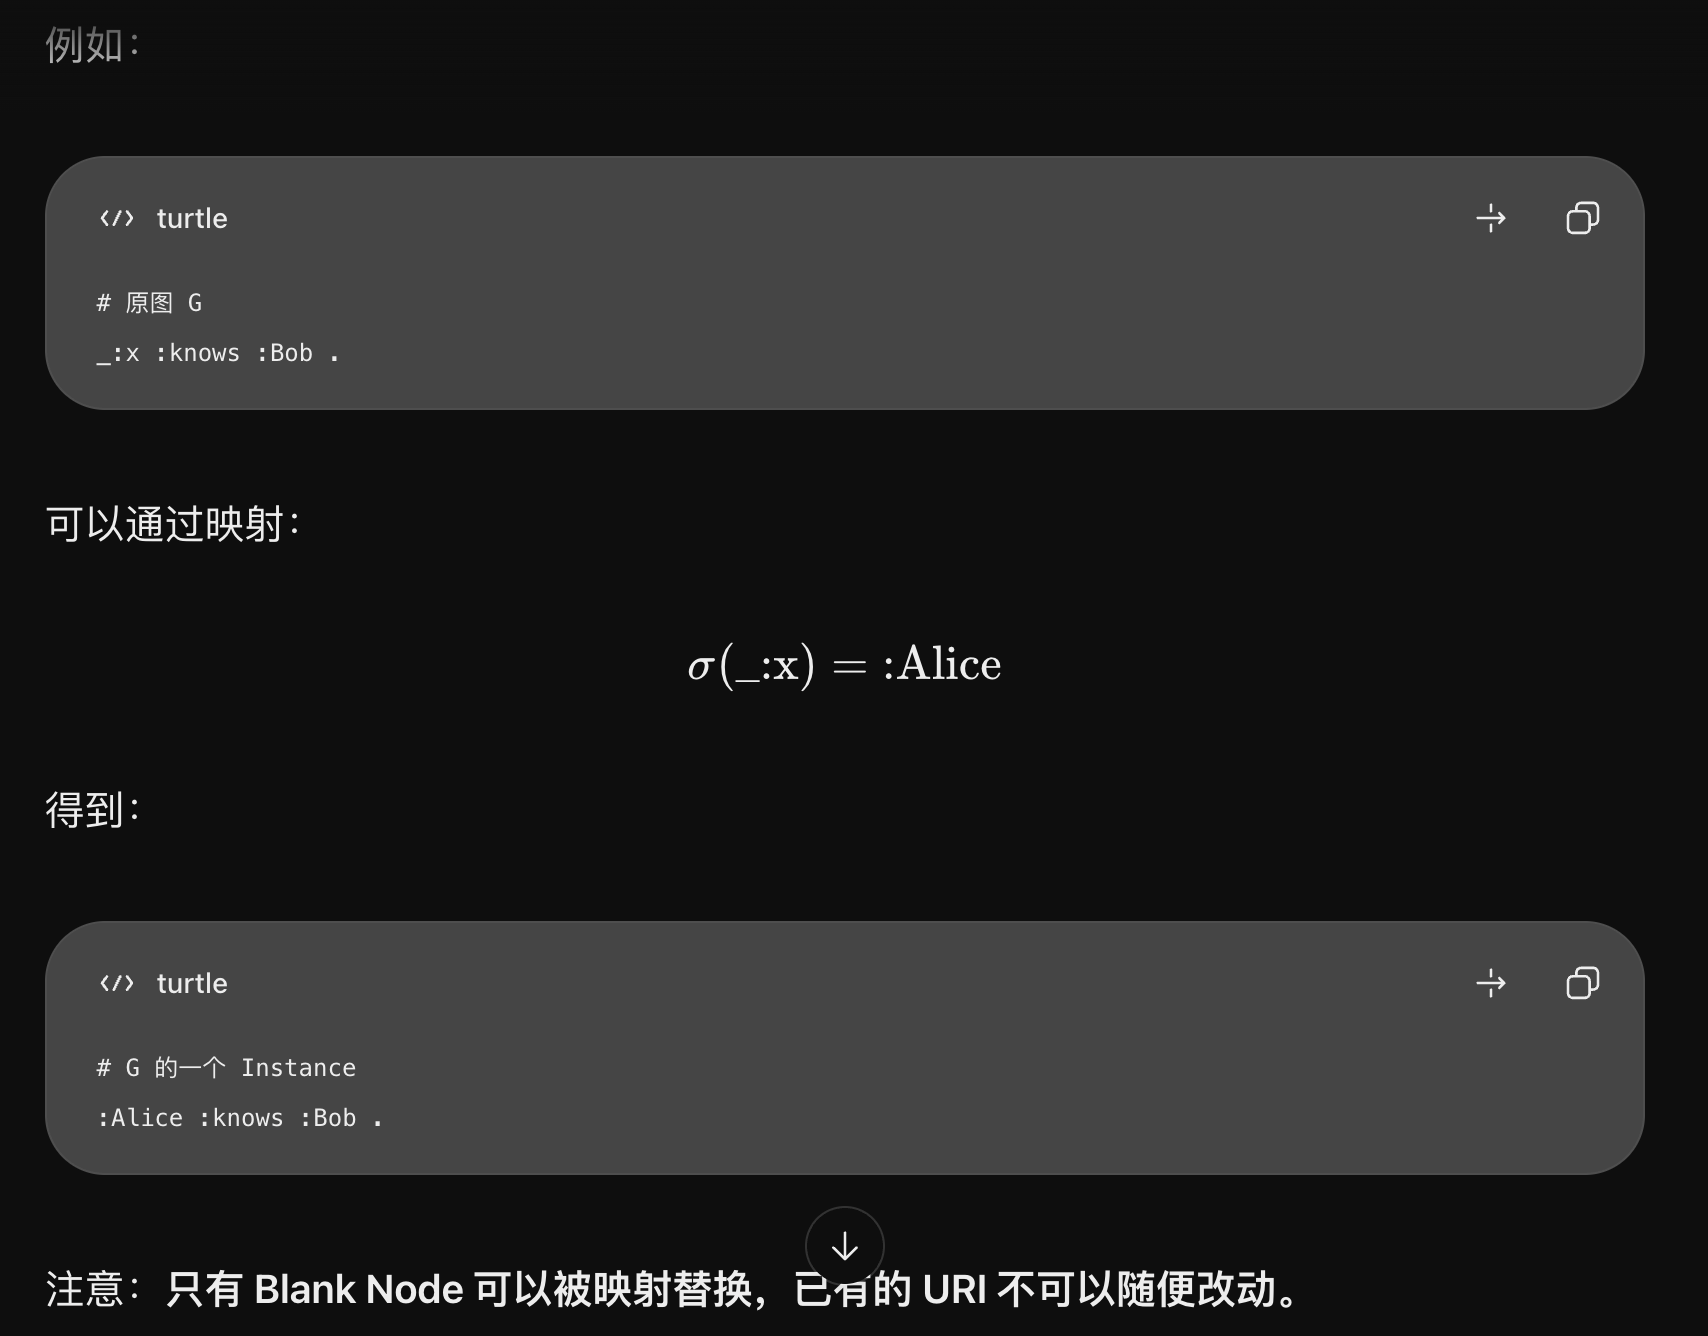 例如：
turtle
# 原图 G
_:x :knows :Bob .
可以通过映射：
σ(_:x) = :Alice
得到：
turtle
# G 的一个 Instance
:Alice :knows :Bob .
注意：只有 Blank Node 可以被映射替换，已有的 URI 不可以随便改动。